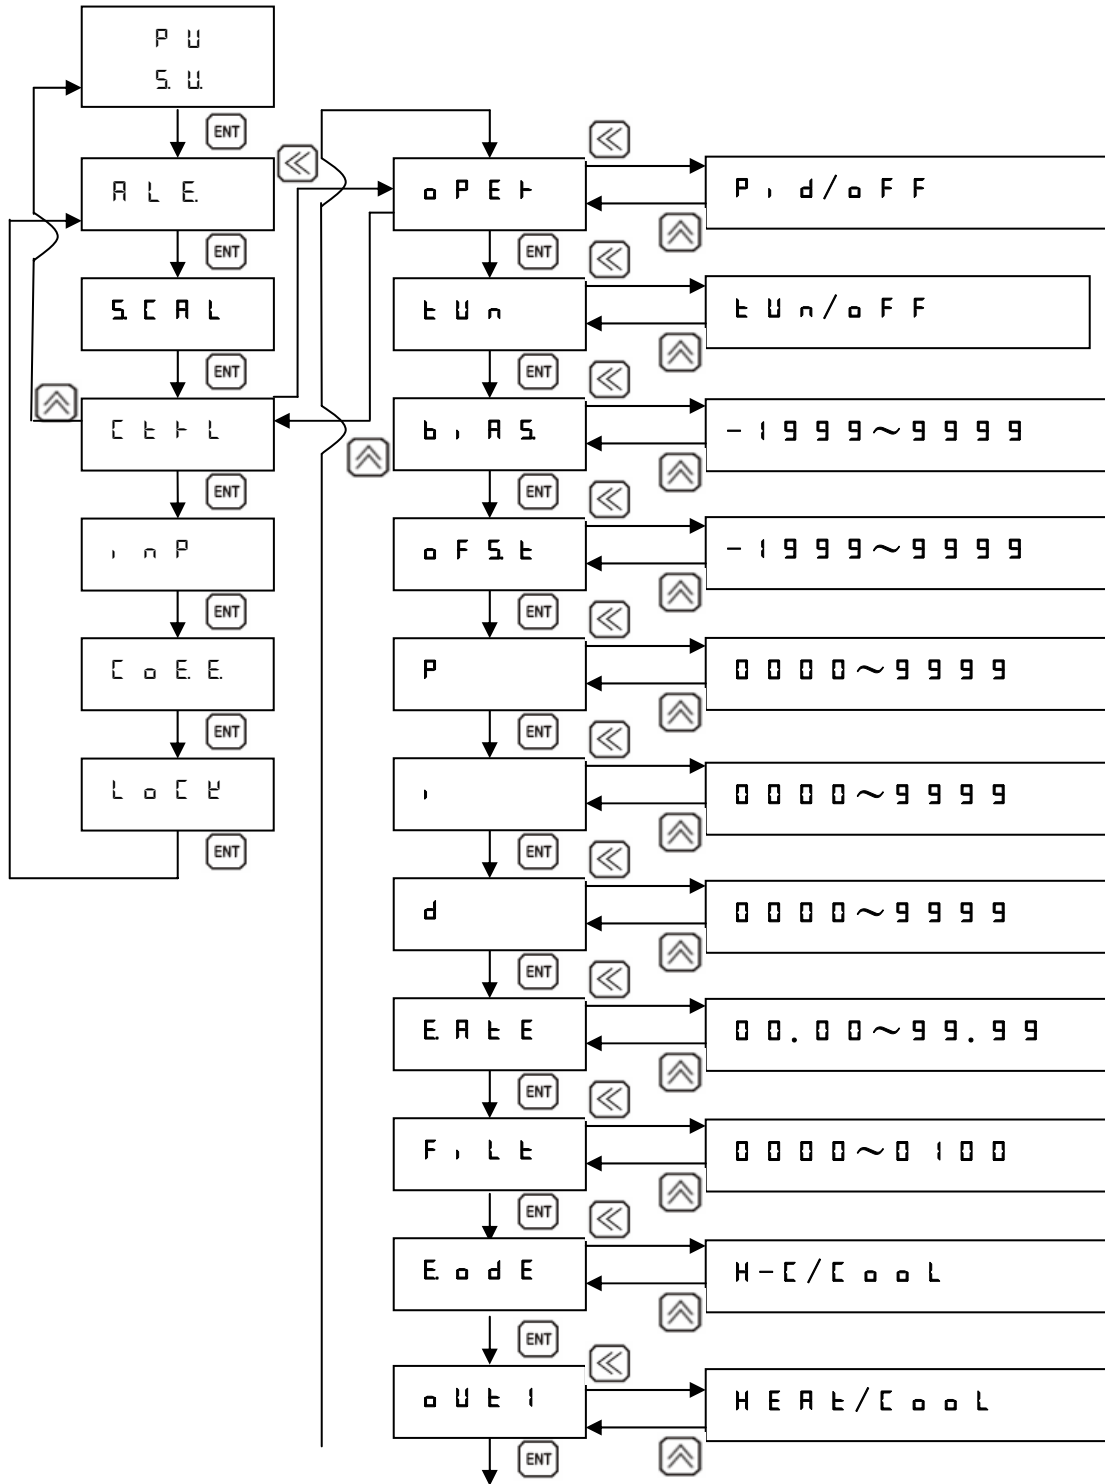 P U
S. U.
ENT
A L E.
ENT
S. C A L
ENT
C t r L
ENT
i n P
ENT
C o E. E.
ENT
L o C K
ENT
o P E r
P i d / o F F
ENT
t U n
t U n / o F F
ENT
b i A S.
- 1 9 9 9 ~ 9 9 9 9
ENT
o F S. t
- 1 9 9 9 ~ 9 9 9 9
ENT
P
0 0 0 0 ~ 9 9 9 9
ENT
i
0 0 0 0 ~ 9 9 9 9
ENT
d
0 0 0 0 ~ 9 9 9 9
ENT
E. A t E
0 0 . 0 0 ~ 9 9 . 9 9
ENT
F i L t
0 0 0 0 ~ 0 1 0 0
ENT
E. o d E
H - C / C o o L
ENT
o U t 1
H E A t / C o o L
ENT